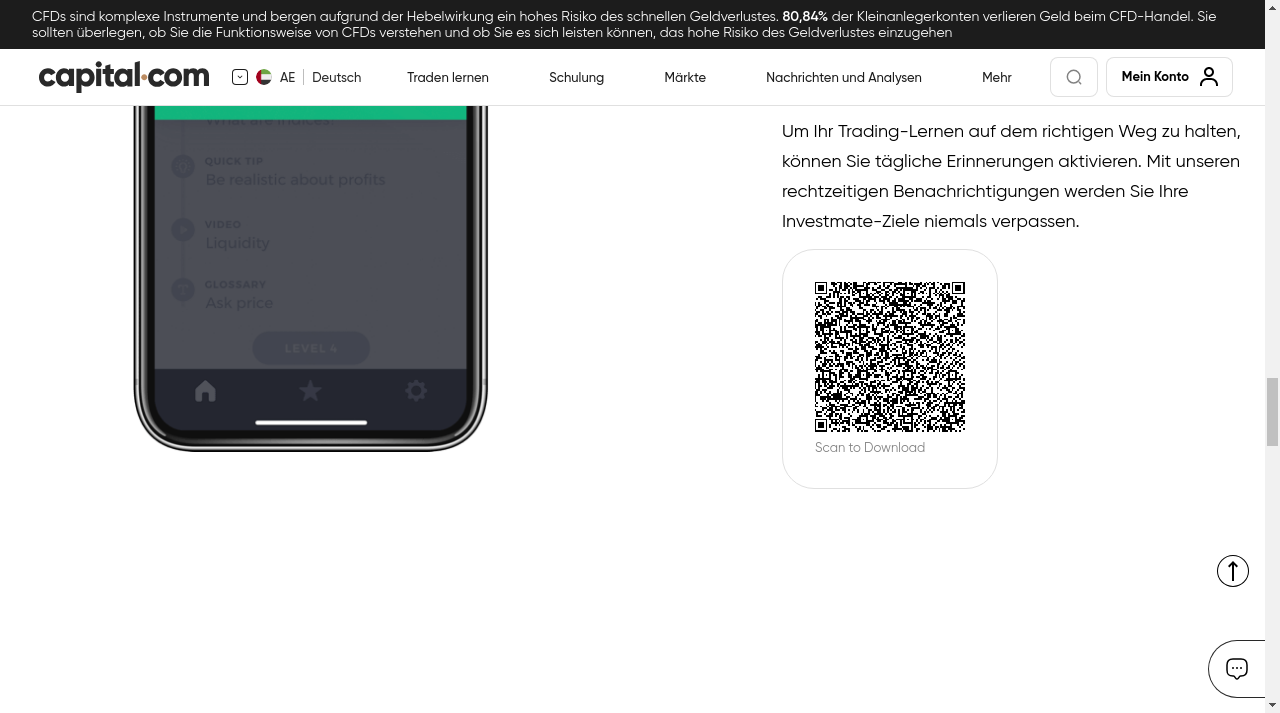 CFDs sind komplexe Instrumente und bergen aufgrund der Hebelwirkung ein hohes Risiko des schnellen Geldverlustes. 80,84% der Kleinanlegerkonten verlieren Geld beim CFD-Handel. Sie
sollten überlegen, ob Sie die Funktionsweise von CFDs verstehen und ob Sie es sich leisten können, das hohe Risiko des Geldverlustes einzugehen
capital.com AE Deutsch Traden lernen Schulung Märkte Nachrichten und Analysen Mehr Mein Konto
What are indices?
QUICK TIP
Be realistic about profits
VIDEO
Liquidity
GLOSSARY
Ask price
LEVEL 4
Um Ihr Trading-Lernen auf dem richtigen Weg zu halten,
können Sie tägliche Erinnerungen aktivieren. Mit unseren
rechtzeitigen Benachrichtigungen werden Sie Ihre
Investmate-Ziele niemals verpassen.
Scan to Download